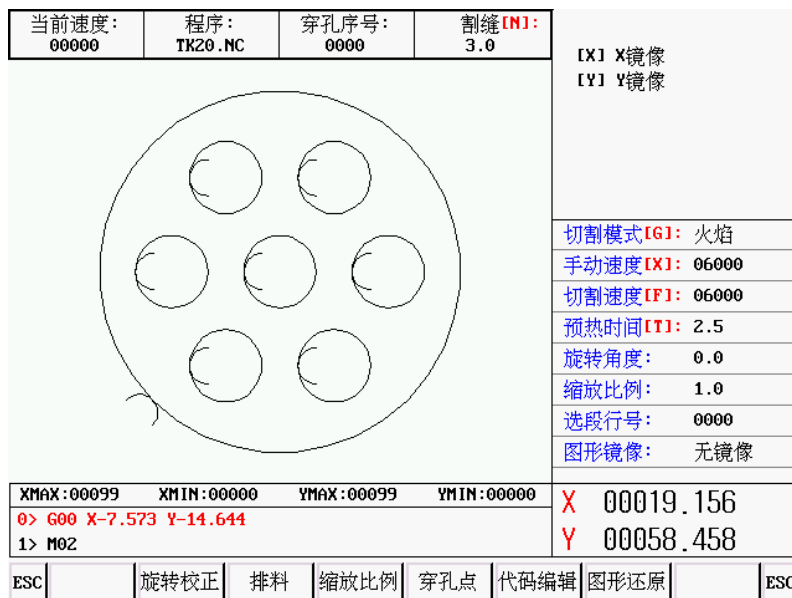 当前速度: 程序: 穿孔序号: 割缝[N]:
00000 TK20.NC 0000 3.0
[X] X镜像
[Y] Y镜像
切割模式[G]: 火焰
手动速度[X]: 06000
切割速度[F]: 06000
预热时间[T]: 2.5
旋转角度: 0.0
缩放比例: 1.0
选段行号: 0000
图形镜像: 无镜像
XMAX:00099 XMIN:00000 YMAX:00099 YMIN:00000
0> G00 X-7.573 Y-14.644
1> M02
X 00019.156
Y 00058.458
ESC 旋转校正 排料 缩放比例 穿孔点 代码编辑 图形还原 ESC